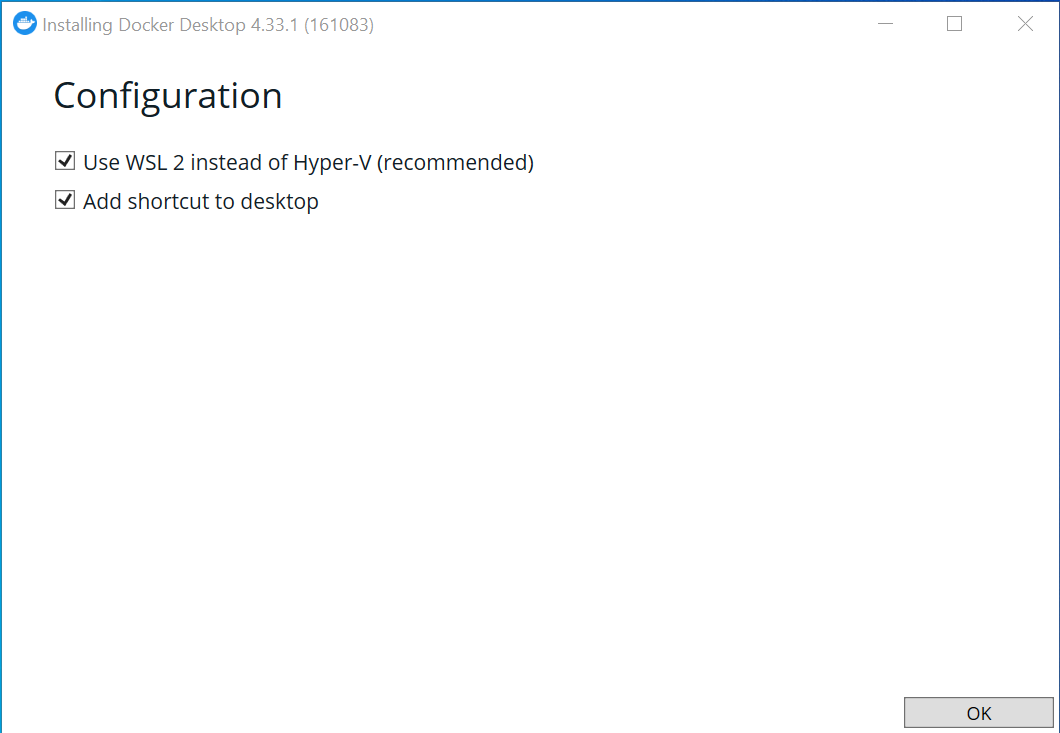 Installing Docker Desktop 4.33.1 (161083)
Configuration
Use WSL 2 instead of Hyper-V (recommended)
Add shortcut to desktop
OK